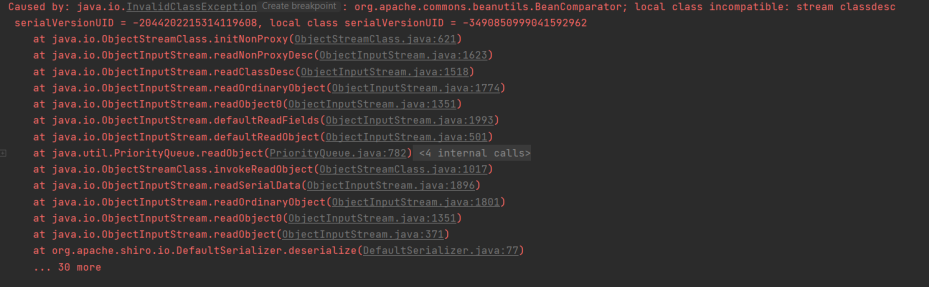 Caused by: java.io.InvalidClassException Create breakpoint : org.apache.commons.beanutils.BeanComparator; local class incompatible: stream classdesc
serialVersionUID = -2044202215314119608, local class serialVersionUID = -3490850999041592962
at java.io.ObjectStreamClass.initNonProxy(ObjectStreamClass.java:621)
at java.io.ObjectInputStream.readNonProxyDesc(ObjectInputStream.java:1623)
at java.io.ObjectInputStream.readClassDesc(ObjectInputStream.java:1518)
at java.io.ObjectInputStream.readOrdinaryObject(ObjectInputStream.java:1774)
at java.io.ObjectInputStream.readObject0(ObjectInputStream.java:1351)
at java.io.ObjectInputStream.defaultReadFields(ObjectInputStream.java:1993)
at java.io.ObjectInputStream.defaultReadObject(ObjectInputStream.java:501)
at java.util.PriorityQueue.readObject(PriorityQueue.java:782) <4 internal calls>
at java.io.ObjectStreamClass.invokeReadObject(ObjectStreamClass.java:1017)
at java.io.ObjectInputStream.readSerialData(ObjectInputStream.java:1896)
at java.io.ObjectInputStream.readOrdinaryObject(ObjectInputStream.java:1801)
at java.io.ObjectInputStream.readObject0(ObjectInputStream.java:1351)
at java.io.ObjectInputStream.readObject(ObjectInputStream.java:371)
at org.apache.shiro.io.DefaultSerializer.deserialize(DefaultSerializer.java:77)
... 30 more